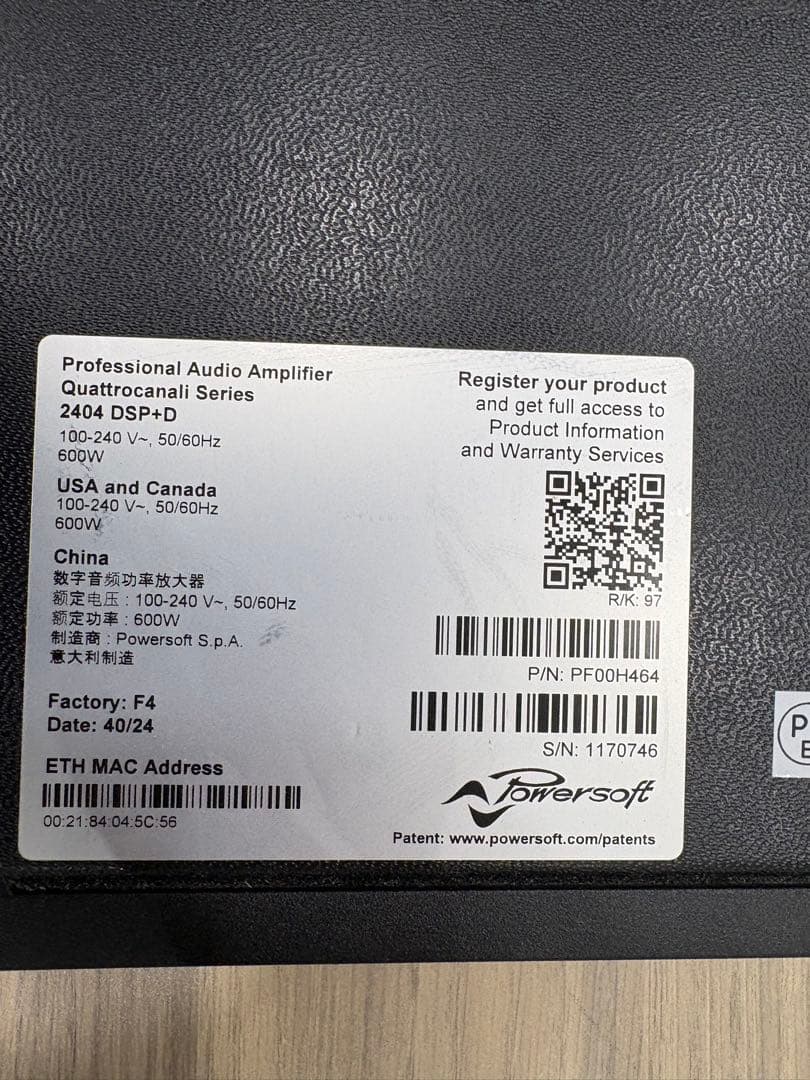 Professional Audio Amplifier
Quattrocanali Series
2404 DSP+D
100-240 V~, 50/60Hz
600W
USA and Canada
100-240 V~, 50/60Hz
600W
China
数字音频功率放大器
额定电压 : 100-240 V~, 50/60Hz
额定功率 : 600W
制造商 : Powersoft S.p.A.
意大利制造
Factory: F4
Date: 40/24
ETH MAC Address
00:21:84:04:5C:56
Register your product
and get full access to
Product Information
and Warranty Services
R/K: 97
P/N: PF00H464
S/N: 1170746
Powersoft
Patent: www.powersoft.com/patents